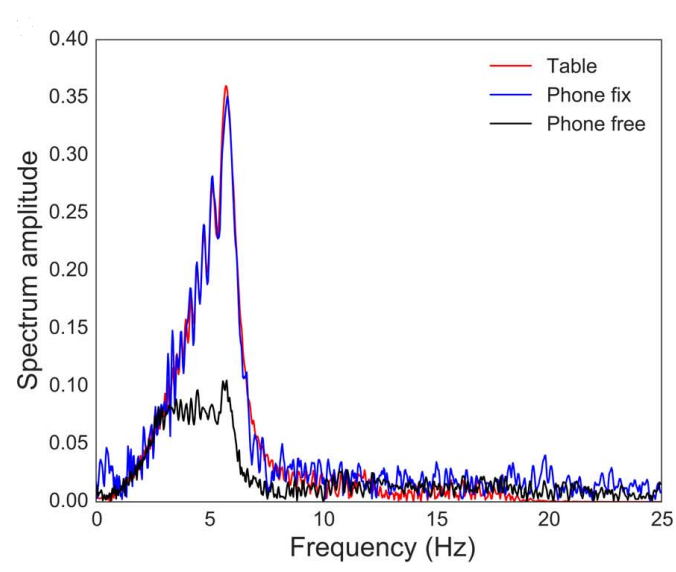 0.40
0.35
0.30
0.25
0.20
0.15
0.10
0.05
0.00
Spectrum amplitude
Table
Phone fix
Phone free
0 5 10 15 20 25
Frequency (Hz)